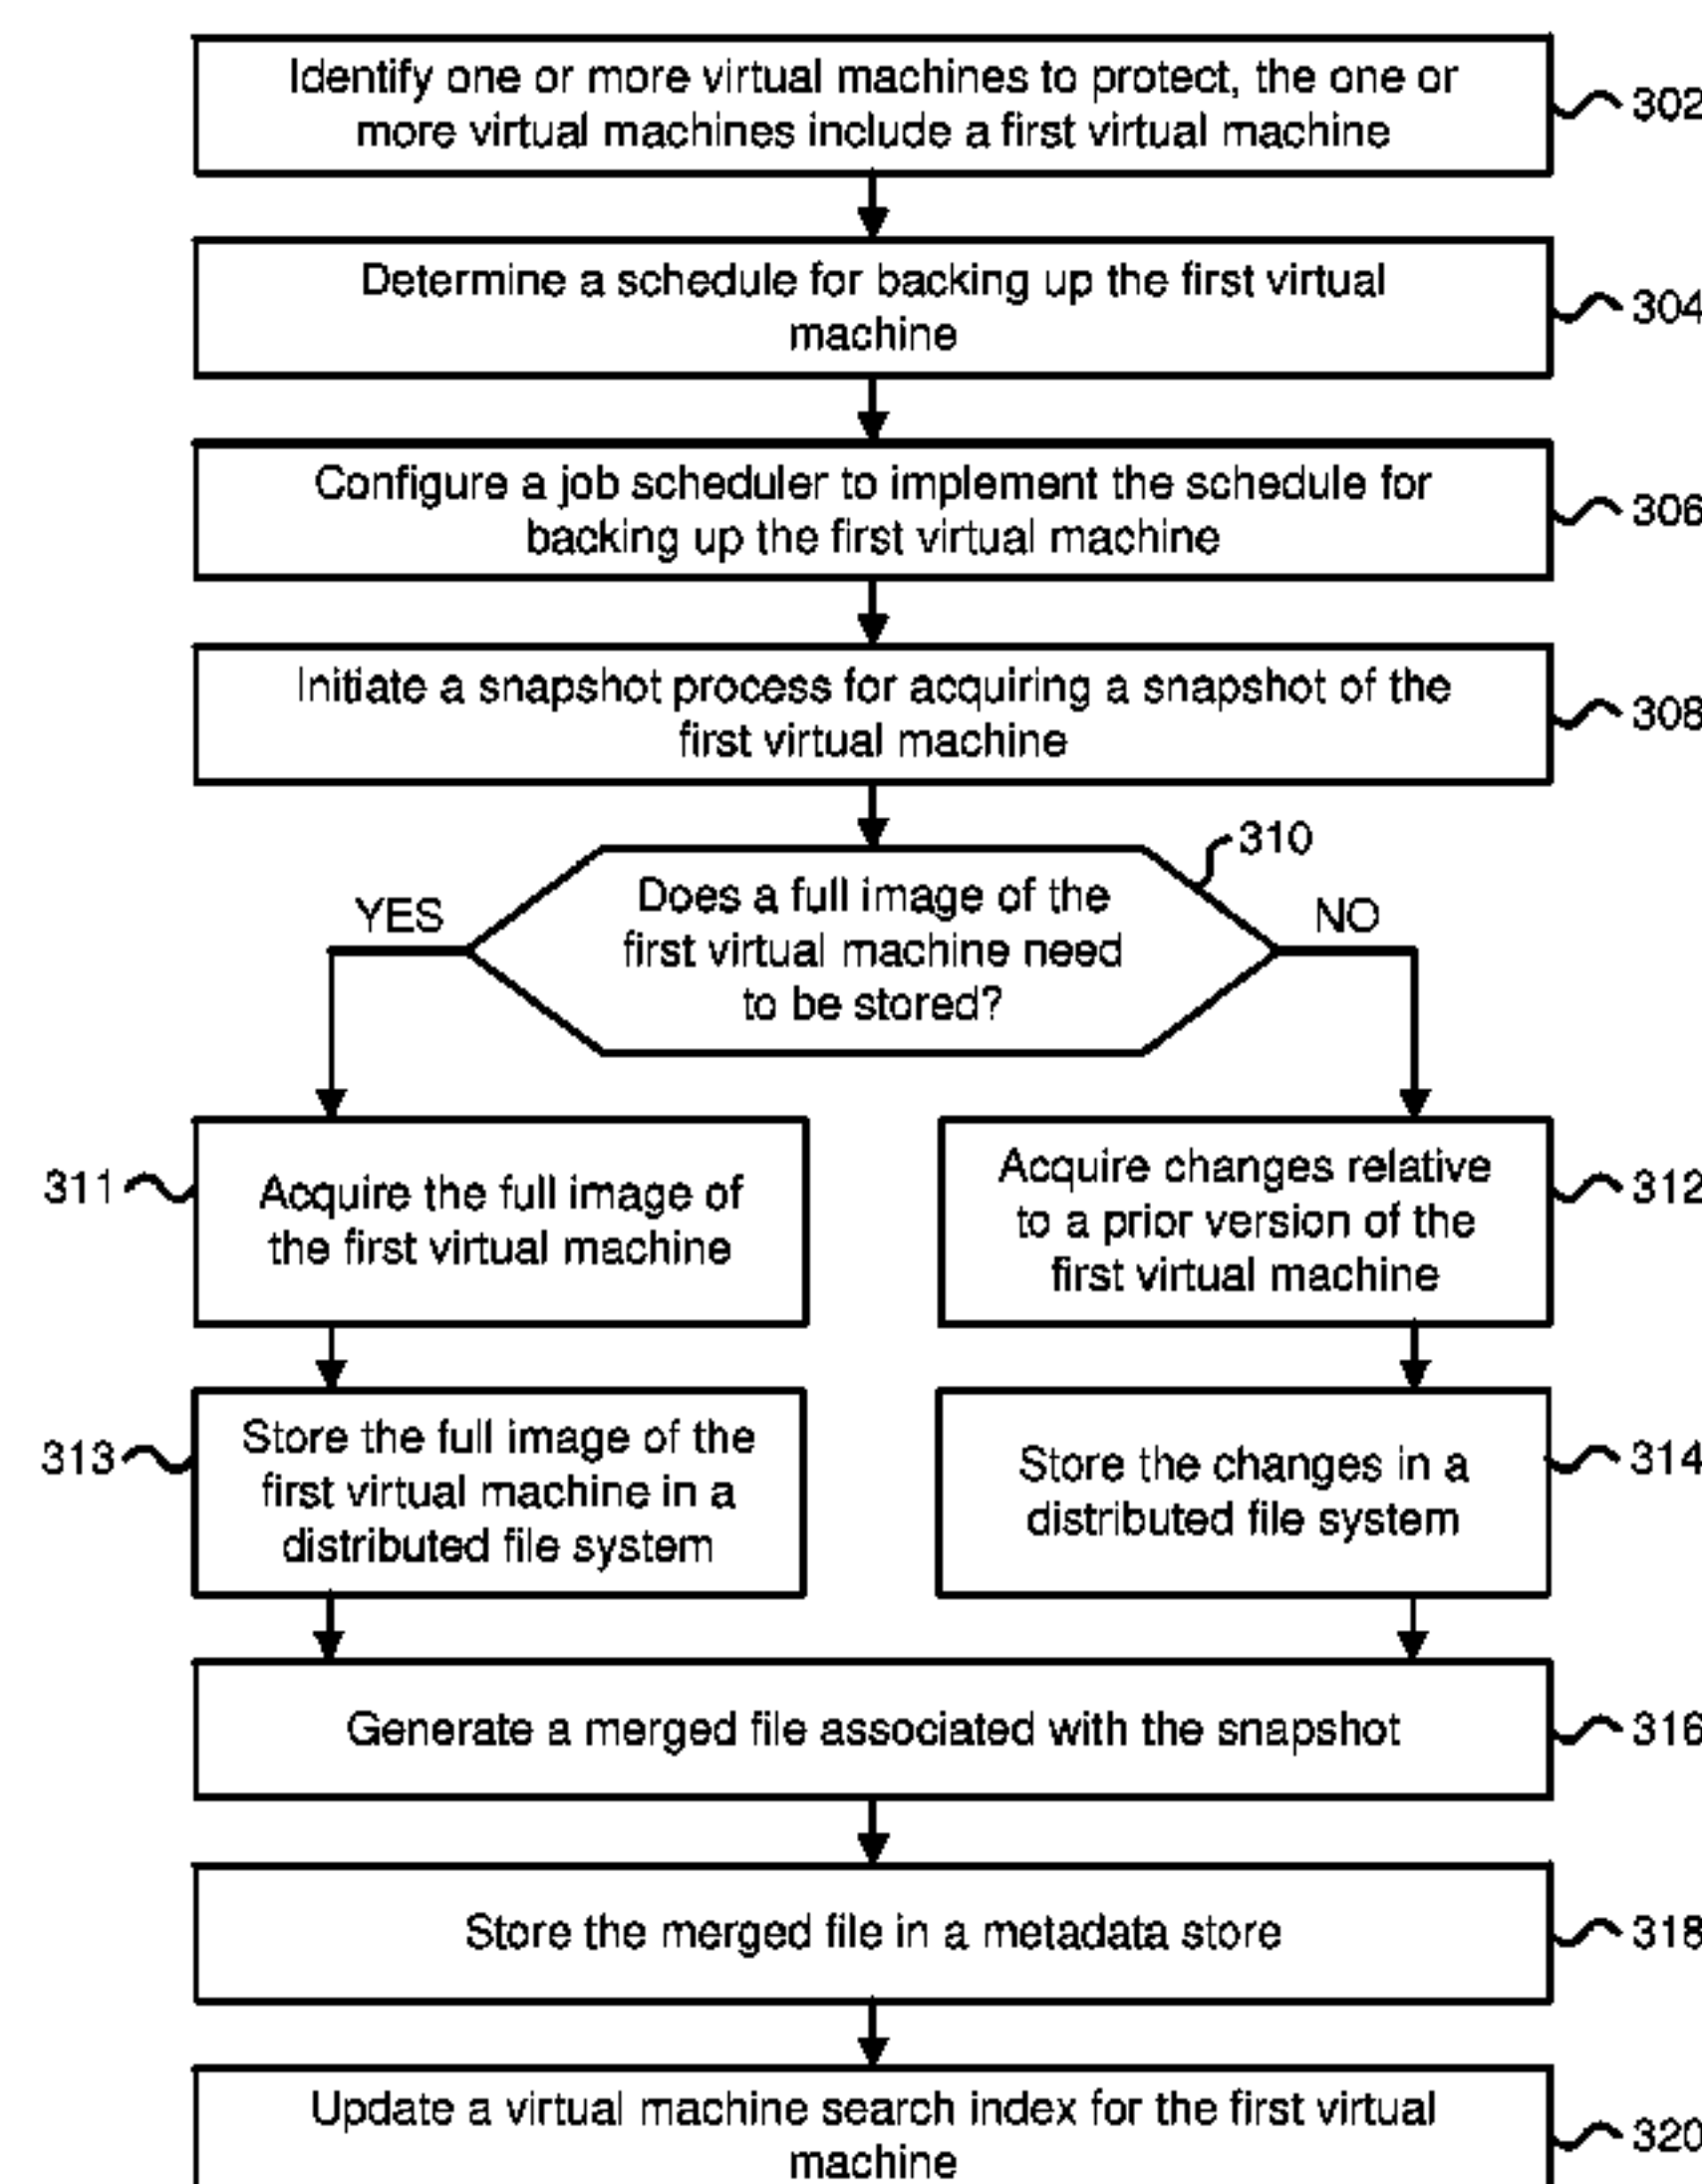 Identify one or more virtual machines to protect, the one or
more virtual machines include a first virtual machine
302
Determine a schedule for backing up the first virtual
machine
304
Configure a job scheduler to implement the schedule for
backing up the first virtual machine
306
Initiate a snapshot process for acquiring a snapshot of the
first virtual machine
308
310
YES
Does a full image of the
first virtual machine need
to be stored?
NO
311
Acquire the full image of
the first virtual machine
Acquire changes relative
to a prior version of the
first virtual machine
312
313
Store the full image of the
first virtual machine in a
distributed file system
Store the changes in a
distributed file system
314
Generate a merged file associated with the snapshot
316
Store the merged file in a metadata store
318
Update a virtual machine search index for the first virtual
machine
320